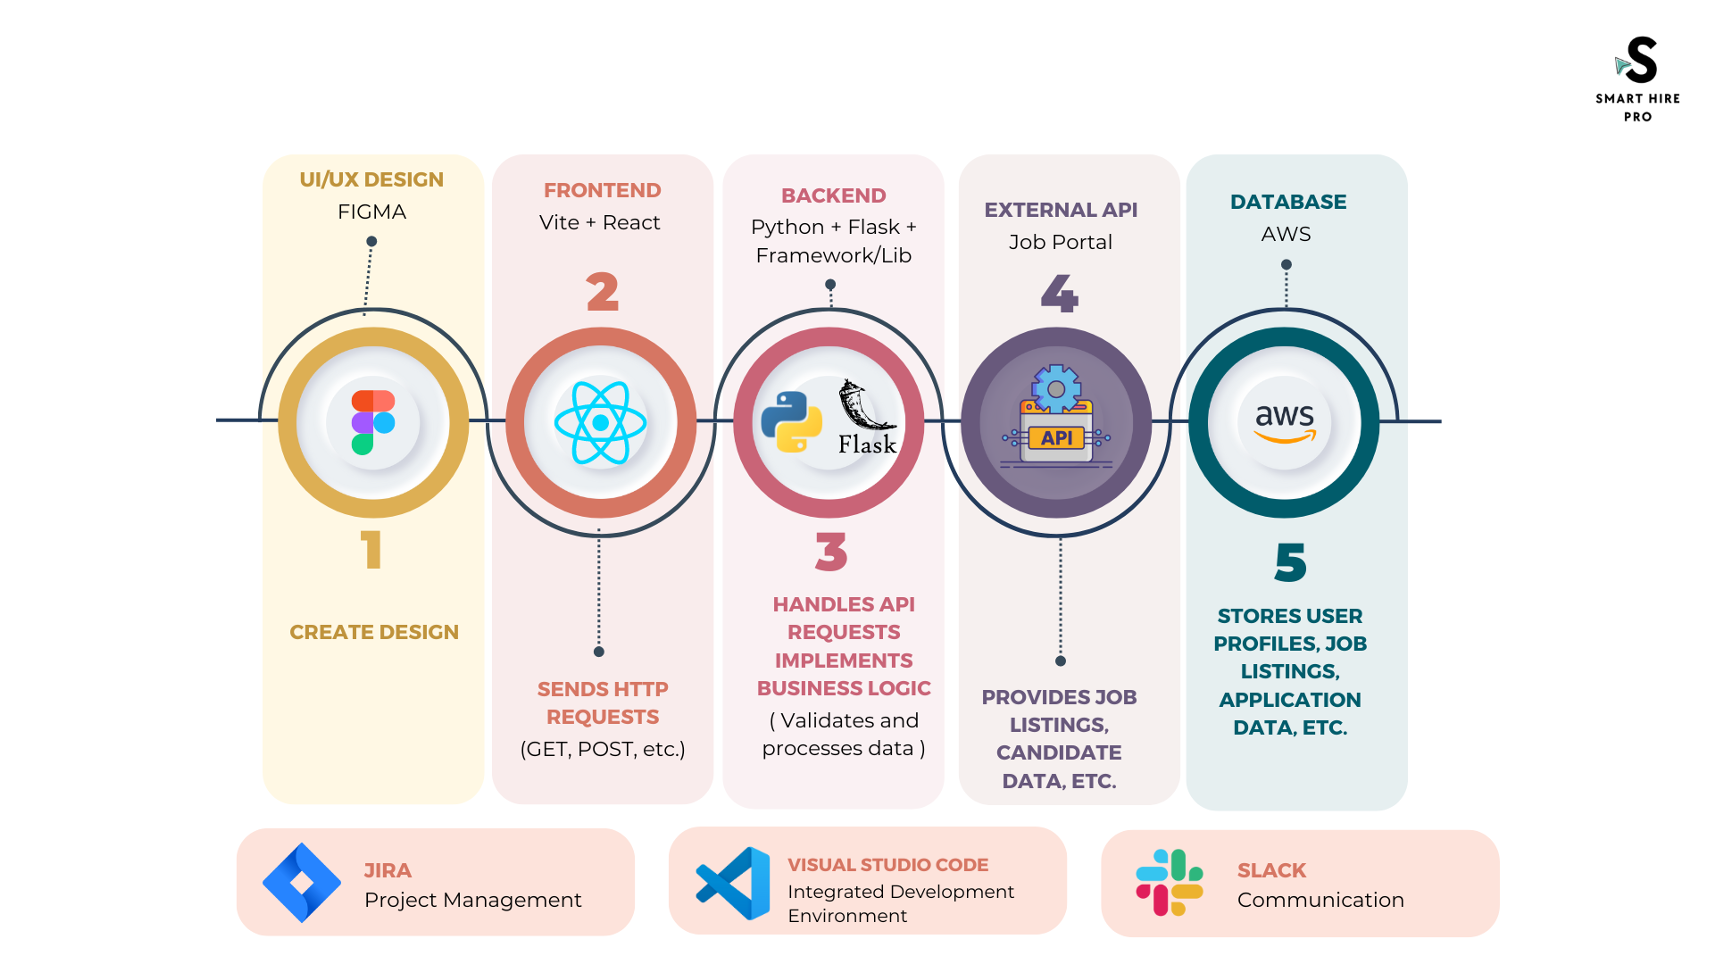 S
SMART HIRE
PRO
UI/UX DESIGN
FIGMA
1
CREATE DESIGN
FRONTEND
Vite + React
2
SENDS HTTP
REQUESTS
(GET, POST, etc.)
BACKEND
Python + Flask +
Framework/Lib
Flask
3
HANDLES API
REQUESTS
IMPLEMENTS
BUSINESS LOGIC
( Validates and
processes data )
EXTERNAL API
Job Portal
4
API
PROVIDES JOB
LISTINGS,
CANDIDATE
DATA, ETC.
DATABASE
AWS
aws
5
STORES USER
PROFILES, JOB
LISTINGS,
APPLICATION
DATA, ETC.
JIRA
Project Management
VISUAL STUDIO CODE
Integrated Development
Environment
SLACK
Communication